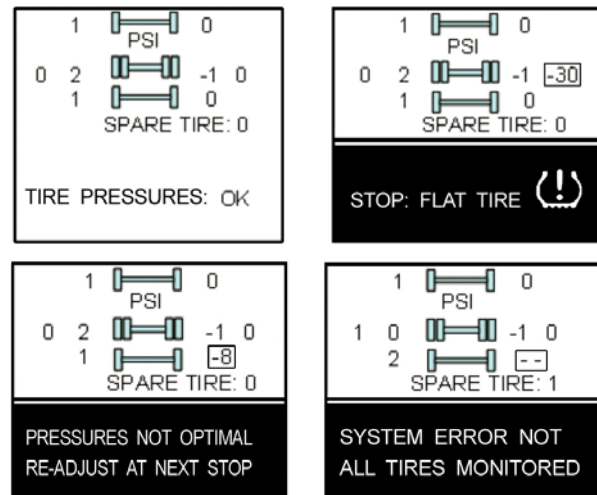 1 0
PSI
0 2 -1 0
1 0
SPARE TIRE: 0
TIRE PRESSURES: OK
1 0
PSI
0 2 -1 -30
1 0
SPARE TIRE: 0
STOP: FLAT TIRE
1 0
PSI
0 2 -1 0
1 -8
SPARE TIRE: 0
PRESSURES NOT OPTIMAL
RE-ADJUST AT NEXT STOP
1 0
PSI
1 0 -1 0
2 --
SPARE TIRE: 1
SYSTEM ERROR NOT
ALL TIRES MONITORED